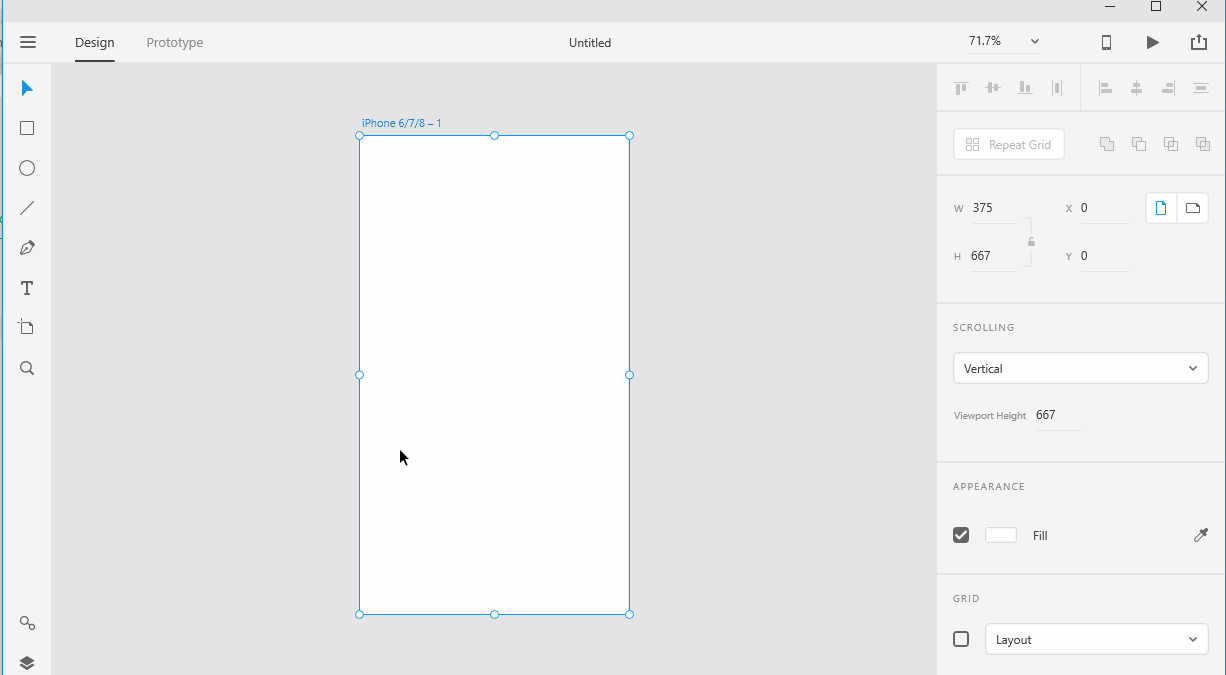 Design Prototype Untitled 71.7%
iPhone 6/7/8 – 1
Repeat Grid
W 375 X 0
H 667 Y 0
SCROLLING
Vertical
Viewport Height 667
APPEARANCE
Fill
GRID
Layout